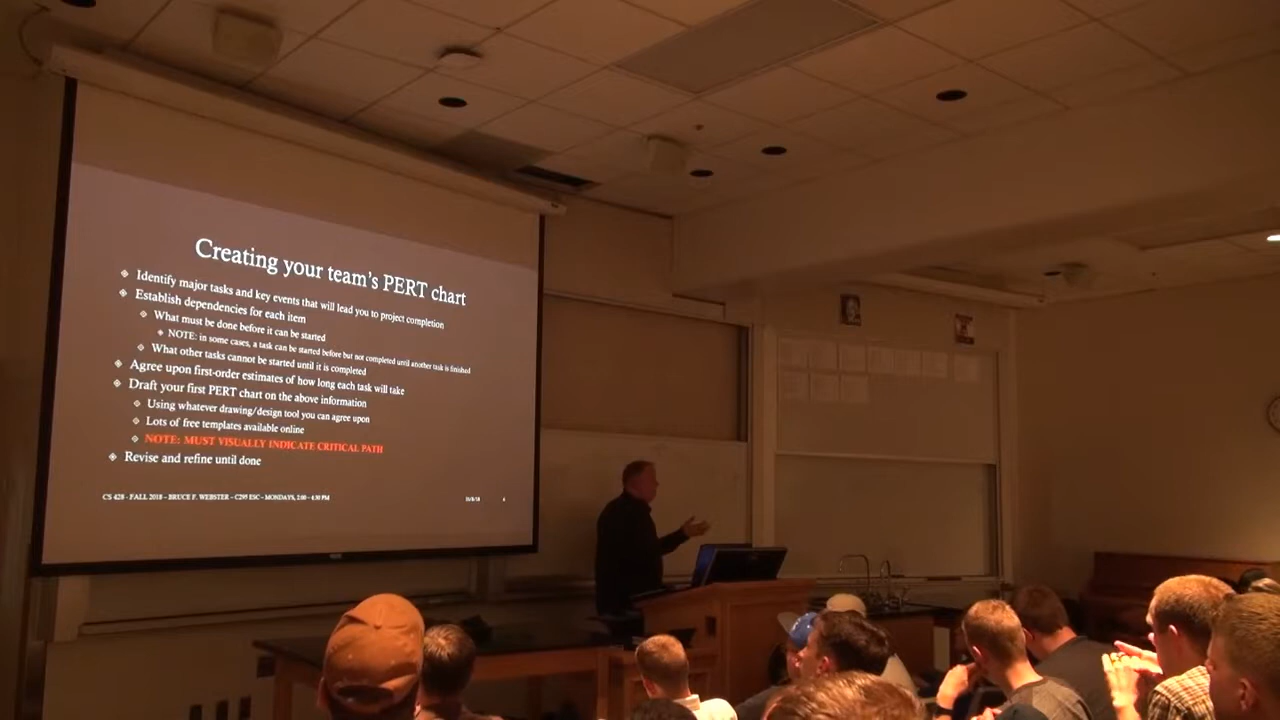 Creating your team's PERT chart
Identify major tasks and key events that will lead you to project completion
Establish dependencies for each item
What must be done before it can be started
NOTE: in some cases, a task can be started before but not completed until another task is finished
What other tasks cannot be started until it is completed
Agree upon first-order estimates of how long each task will take
Draft your first PERT chart on the above information
Using whatever drawing/design tool you can agree upon
Lots of free templates available online
NOTE: MUST VISUALLY INDICATE CRITICAL PATH
Revise and refine until done
CS 428 - FALL 2018 - BRUCE F. WEBSTER - C295 ESC - MONDAYS, 2:00 - 4:30 PM